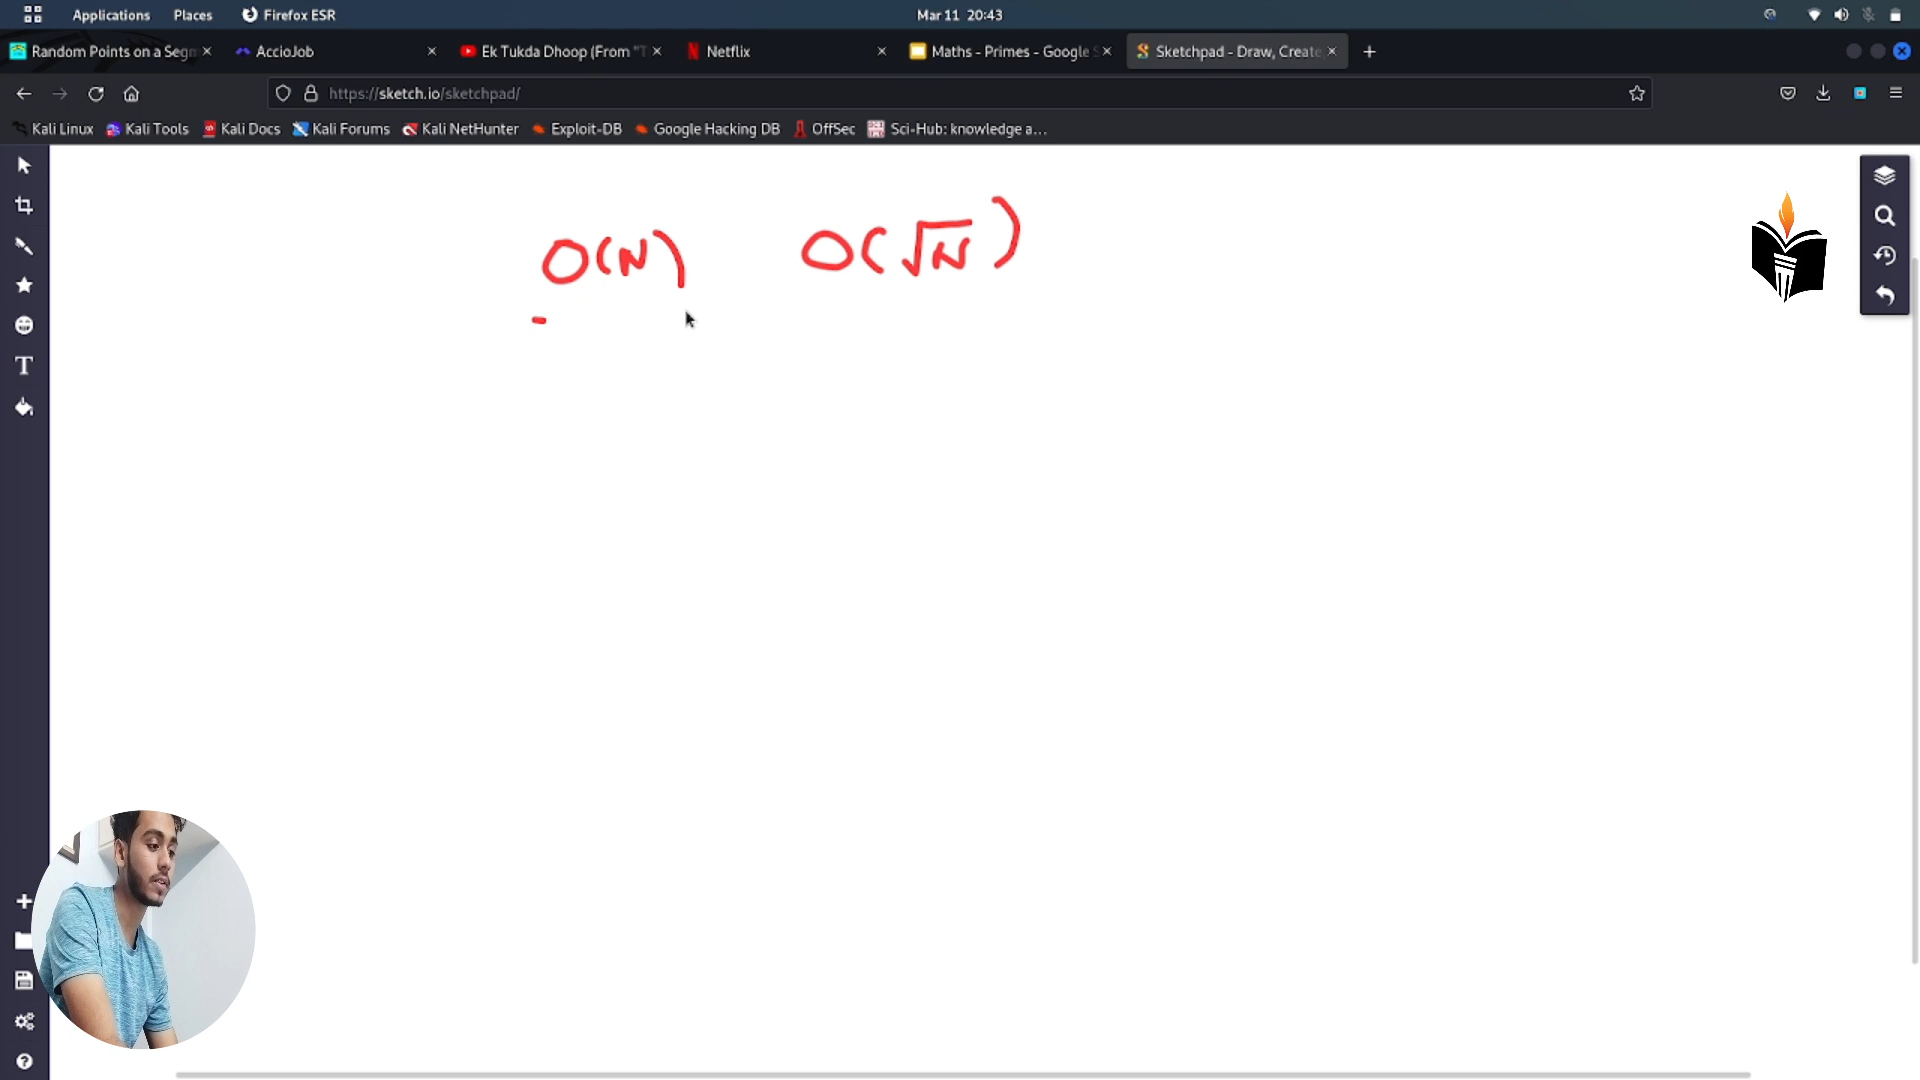 Applications Places Firefox ESR Mar 11 20:43
Random Points on a Segm AccioJob Ek Tukda Dhoop (From "T Netflix Maths - Primes - Google S Sketchpad - Draw, Create,
https://sketch.io/sketchpad/
Kali Linux Kali Tools Kali Docs Kali Forums Kali NetHunter Exploit-DB Google Hacking DB OffSec Sci-Hub: knowledge a...
O(N) O(√N)